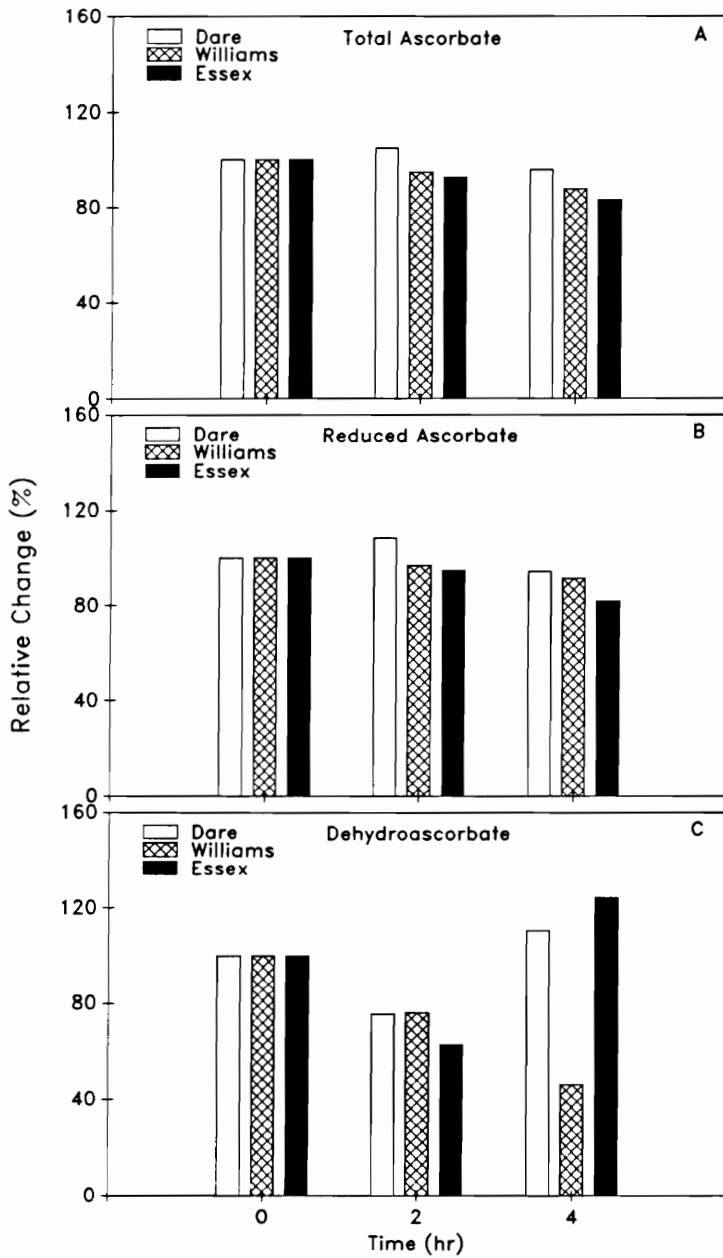 160
Dare
Williams
Essex
Total Ascorbate
A
120
80
40
0
160
Dare
Williams
Essex
Reduced Ascorbate
B
120
80
40
0
160
Dare
Williams
Essex
Dehydroascorbate
C
120
80
40
0
0
2
4
Time (hr)
Relative Change (%)